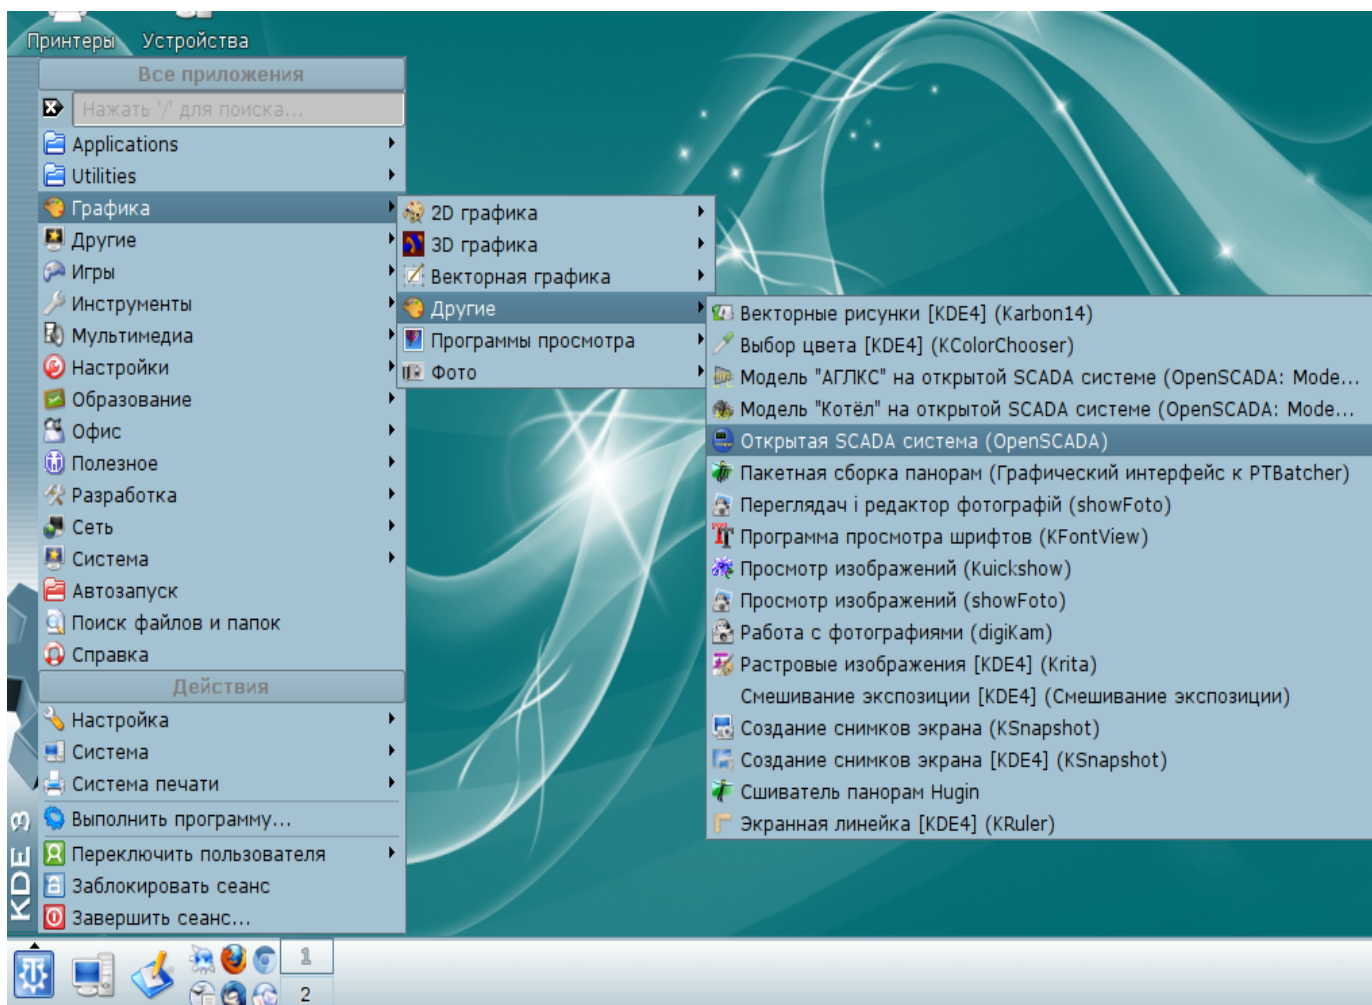 Принтеры
Устройства
Все приложения
Нажать '/' для поиска...
Applications
Utilities
Графика
Другие
Игры
Инструменты
Мультимедиа
Настройки
Образование
Офис
Полезное
Разработка
Сеть
Система
Автозапуск
Поиск файлов и папок
Справка
Действия
Настройка
Система
Система печати
Выполнить программу...
Переключить пользователя
Заблокировать сеанс
Завершить сеанс...
KDE 3
2D графика
3D графика
Векторная графика
Другие
Программы просмотра
Фото
Векторные рисунки [KDE4] (Karbon14)
Выбор цвета [KDE4] (KColorChooser)
Модель "АГЛКС" на открытой SCADA системе (OpenSCADA: Mode...
Модель "Котёл" на открытой SCADA системе (OpenSCADA: Mode...
Открытая SCADA система (OpenSCADA)
Пакетная сборка панорам (Графический интерфейс к PTBatcher)
Переглядач і редактор фотографій (showFoto)
Программа просмотра шрифтов (KFontView)
Просмотр изображений (Kuickshow)
Просмотр изображений (showFoto)
Работа с фотографиями (digiKam)
Растровые изображения [KDE4] (Krita)
Смешивание экспозиции [KDE4] (Смешивание экспозиции)
Создание снимков экрана (KSnapshot)
Создание снимков экрана [KDE4] (KSnapshot)
Сшиватель панорам Hugin
Экранная линейка [KDE4] (KRuler)
1
2